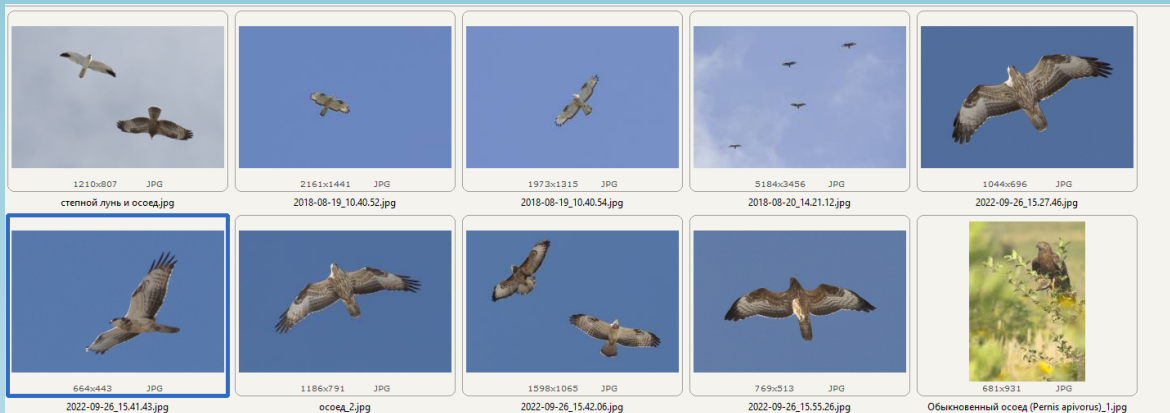 1210x807 JPG
2161x1441 JPG
1973x1315 JPG
5184x3456 JPG
1044x696 JPG
степной лунь и осоед.jpg
2018-08-19_10.40.52.jpg
2018-08-19_10.40.54.jpg
2018-08-20_14.21.12.jpg
2022-09-26_15.27.46.jpg
664x443 JPG
1186x791 JPG
1598x1065 JPG
769x513 JPG
681x931 JPG
2022-09-26_15.41.43.jpg
осоед_2.jpg
2022-09-26_15.42.06.jpg
2022-09-26_15.55.26.jpg
Обыкновенный осоед (Pernis apivorus)_1.jpg